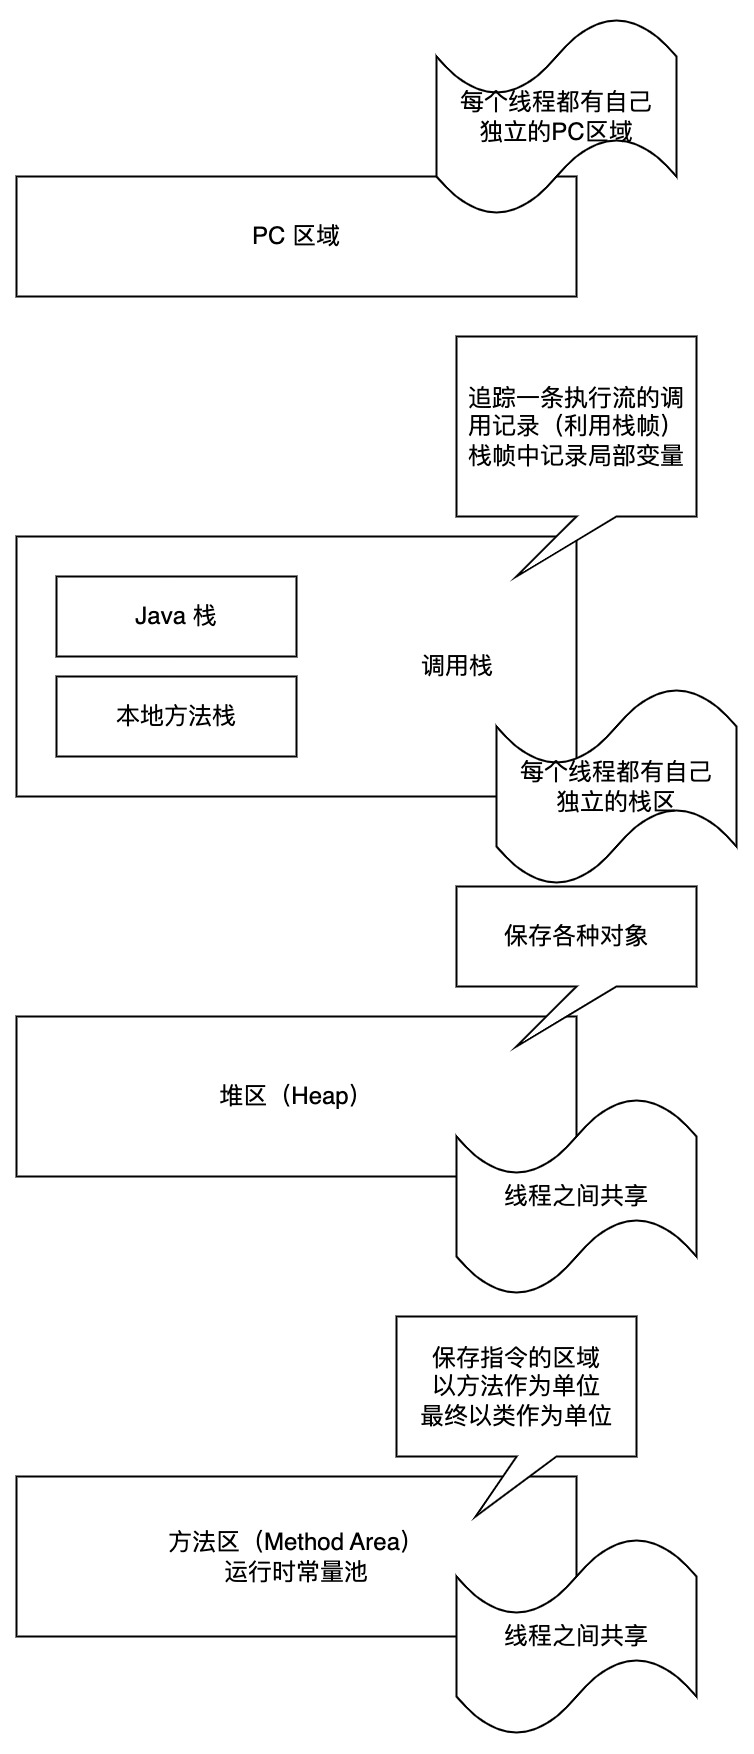 每个线程都有自己
独立的PC区域
PC 区域
追踪一条执行流的调
用记录（利用栈帧）
栈帧中记录局部变量
Java 栈
调用栈
本地方法栈
每个线程都有自己
独立的栈区
保存各种对象
堆区（Heap）
线程之间共享
保存指令的区域
以方法作为单位
最终以类作为单位
方法区（Method Area）
运行时常量池
线程之间共享